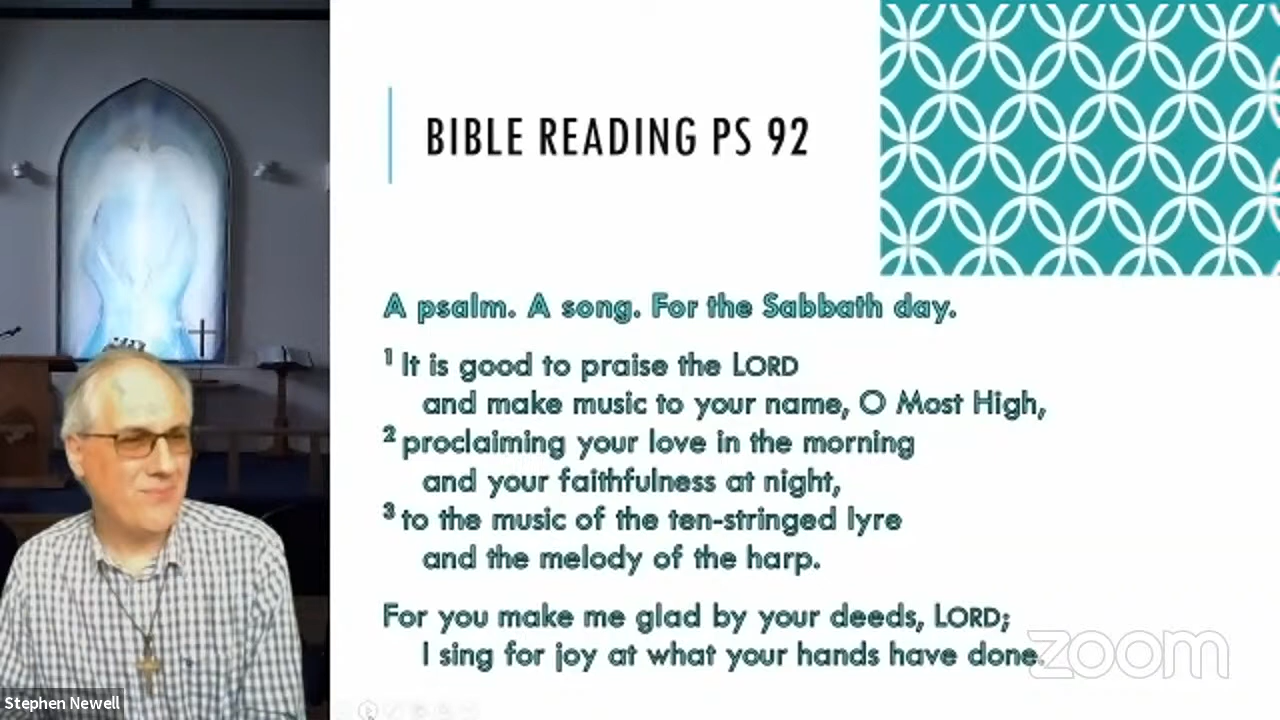 BIBLE READING PS 92
A psalm. A song. For the Sabbath day.
1 It is good to praise the LORD
and make music to your name, O Most High,
2 proclaiming your love in the morning
and your faithfulness at night,
3 to the music of the ten-stringed lyre
and the melody of the harp.
For you make me glad by your deeds, LORD;
I sing for joy at what your hands have done.
zoom
Stephen Newell